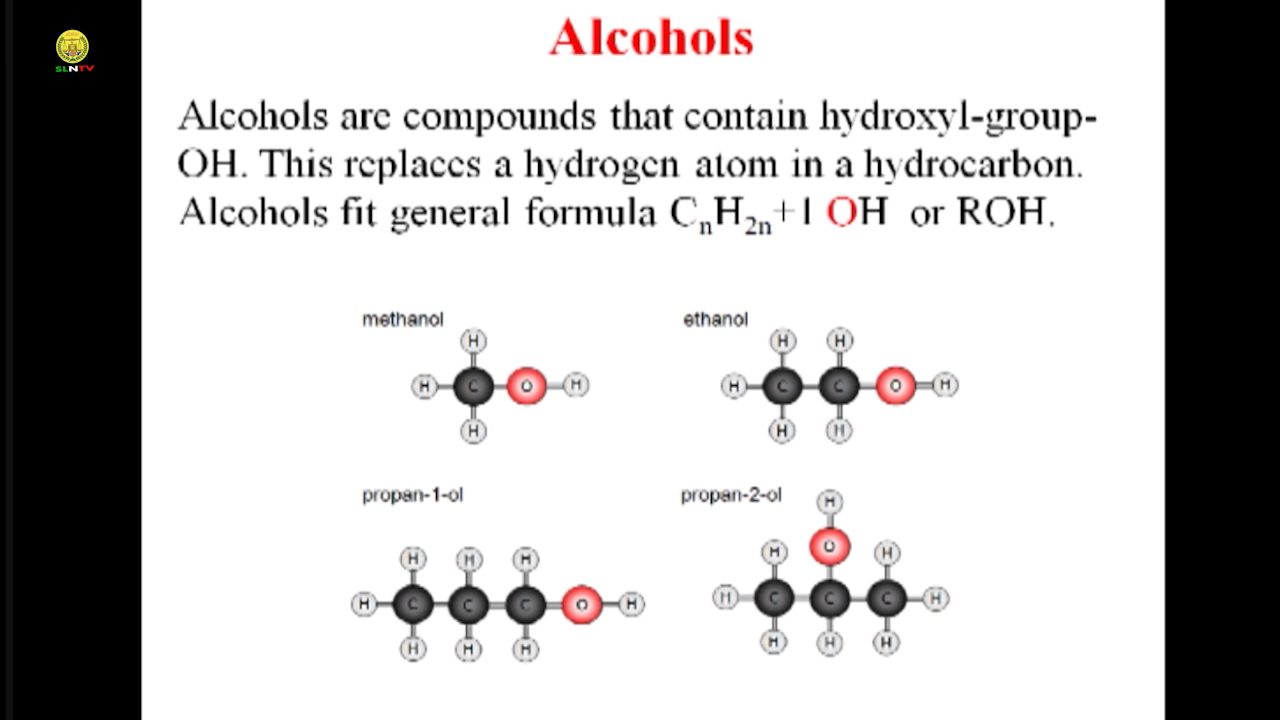 SLNTV
Alcohols
Alcohols are compounds that contain hydroxyl-group-
OH. This replaces a hydrogen atom in a hydrocarbon.
Alcohols fit general formula CₙH₂ₙ+1 OH or ROH.
methanol
ethanol
H
H H
H C O H
H C C O H
H
H H
propan-1-ol
propan-2-ol
H
O
H H H
H H
H C C C O H
H C C C H
H H H
H H H